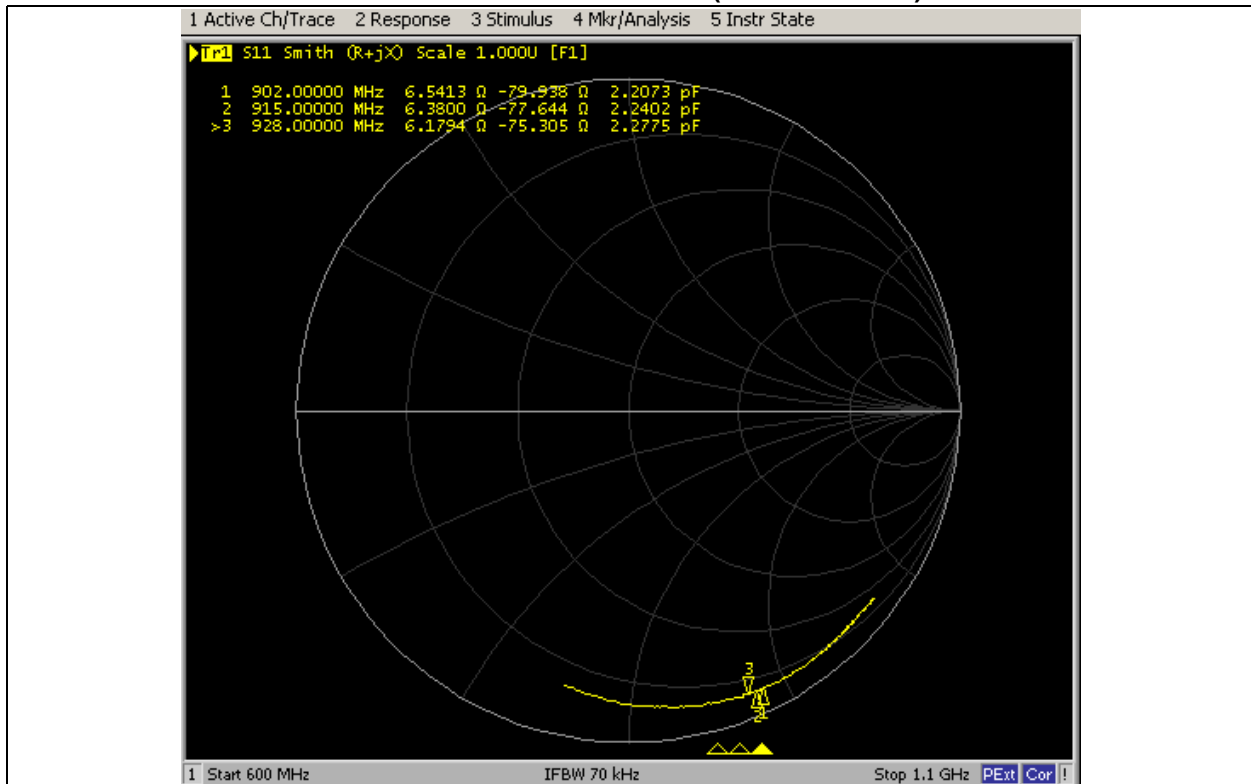 1 Active Ch/Trace 2 Response 3 Stimulus 4 Mkr/Analysis 5 Instr State
Tr1 S11 Smith (R+jX) Scale 1.000U [F1]
1 902.00000 MHz 6.5413 Ω -79.938 Ω 2.2073 pF
2 915.00000 MHz 6.3800 Ω -77.644 Ω 2.2402 pF
>3 928.00000 MHz 6.1794 Ω -75.305 Ω 2.2775 pF
3
2 1
1 Start 600 MHz IFBW 70 kHz Stop 1.1 GHz PExt Cor !